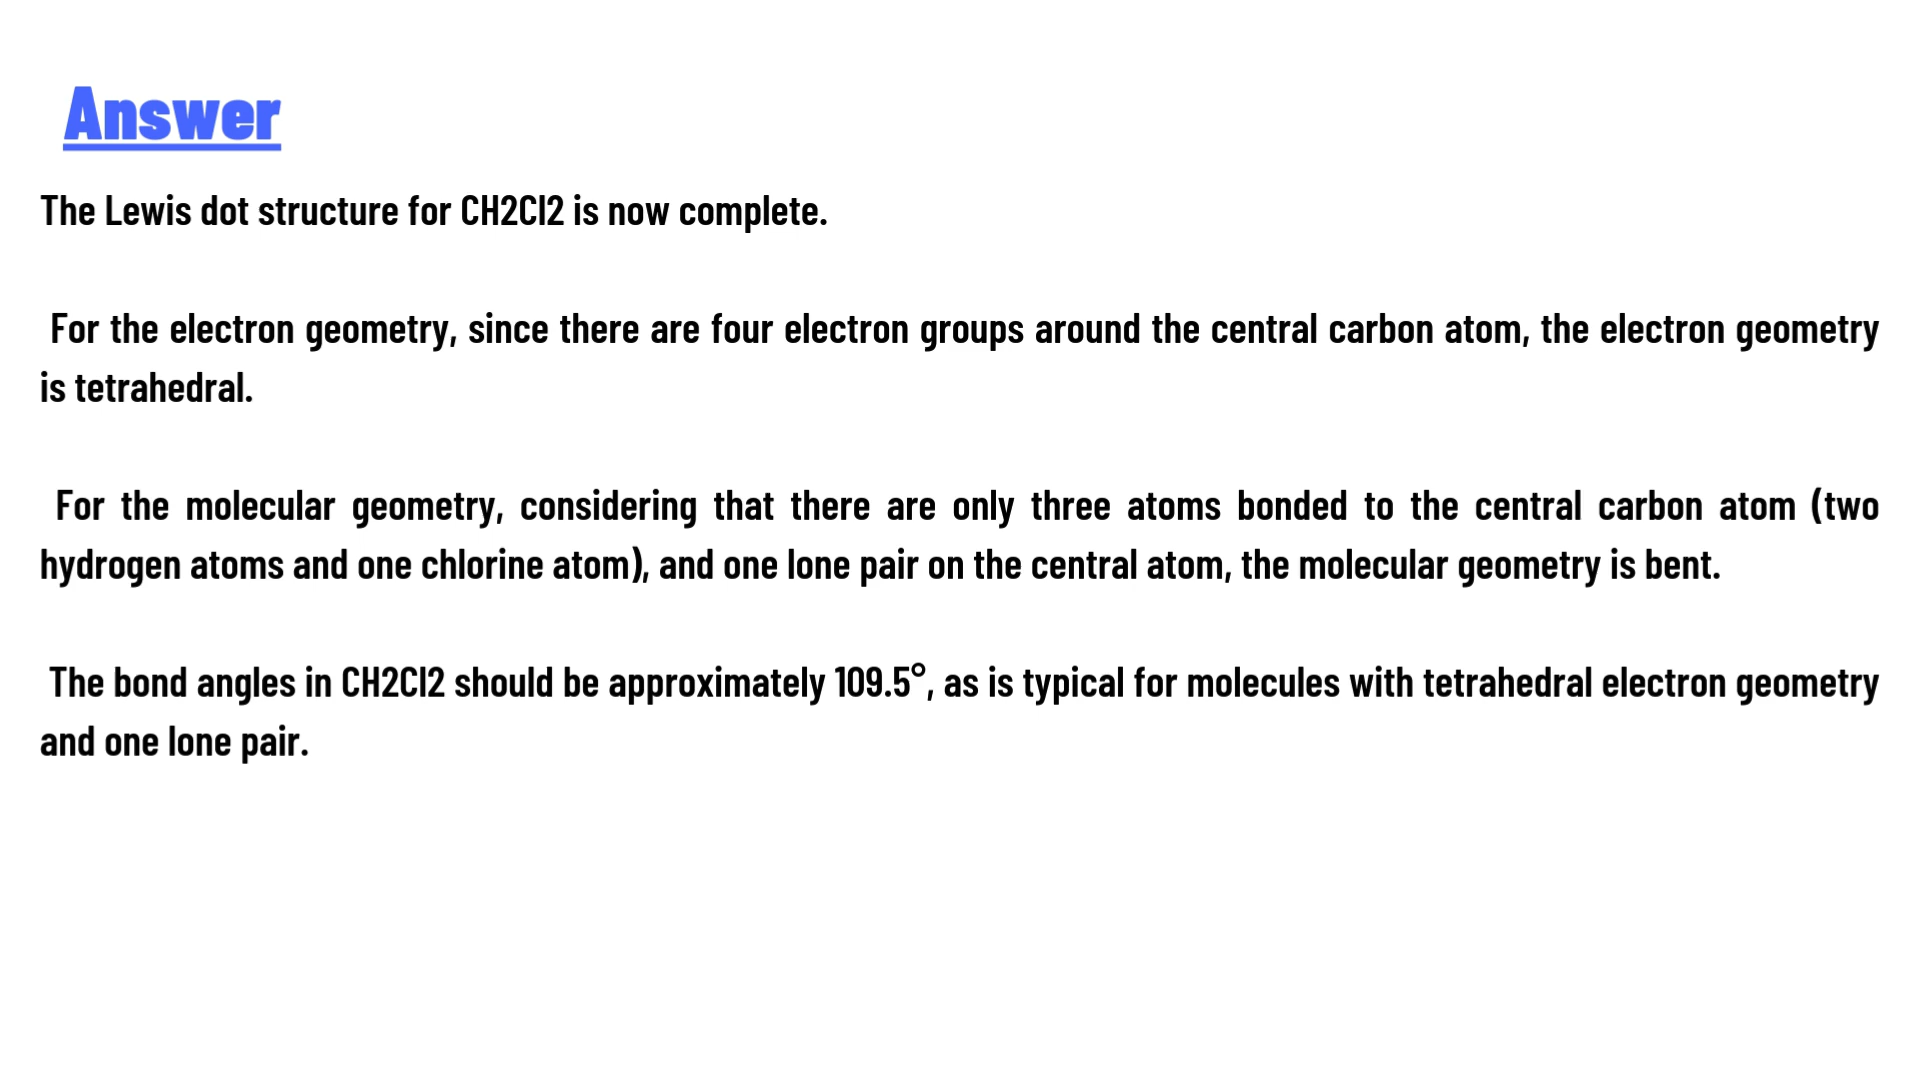 Answer
The Lewis dot structure for CH2Cl2 is now complete.
For the electron geometry, since there are four electron groups around the central carbon atom, the electron geometry
is tetrahedral.
For the molecular geometry, considering that there are only three atoms bonded to the central carbon atom (two
hydrogen atoms and one chlorine atom), and one lone pair on the central atom, the molecular geometry is bent.
The bond angles in CH2Cl2 should be approximately 109.5°, as is typical for molecules with tetrahedral electron geometry
and one lone pair.